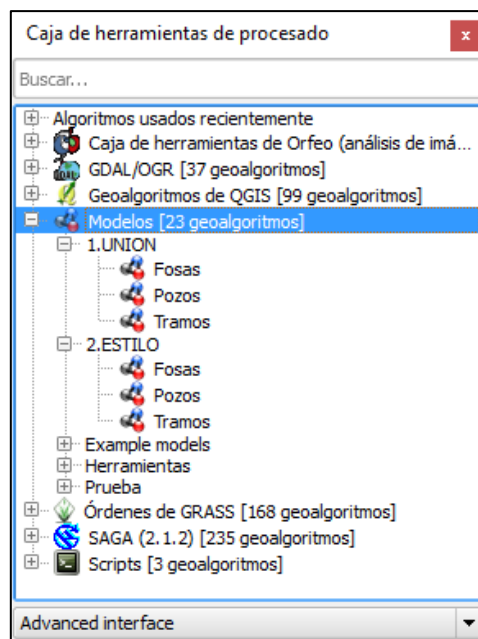 Caja de herramientas de procesado
x
Buscar...
Algoritmos usados recientemente
Caja de herramientas de Orfeo (análisis de imá...
GDAL/OGR [37 geoalgoritmos]
Geoalgoritmos de QGIS [99 geoalgoritmos]
Modelos [23 geoalgoritmos]
1.UNION
Fosas
Pozos
Tramos
2.ESTILO
Fosas
Pozos
Tramos
Example models
Herramientas
Prueba
Órdenes de GRASS [168 geoalgoritmos]
SAGA (2.1.2) [235 geoalgoritmos]
Scripts [3 geoalgoritmos]
Advanced interface